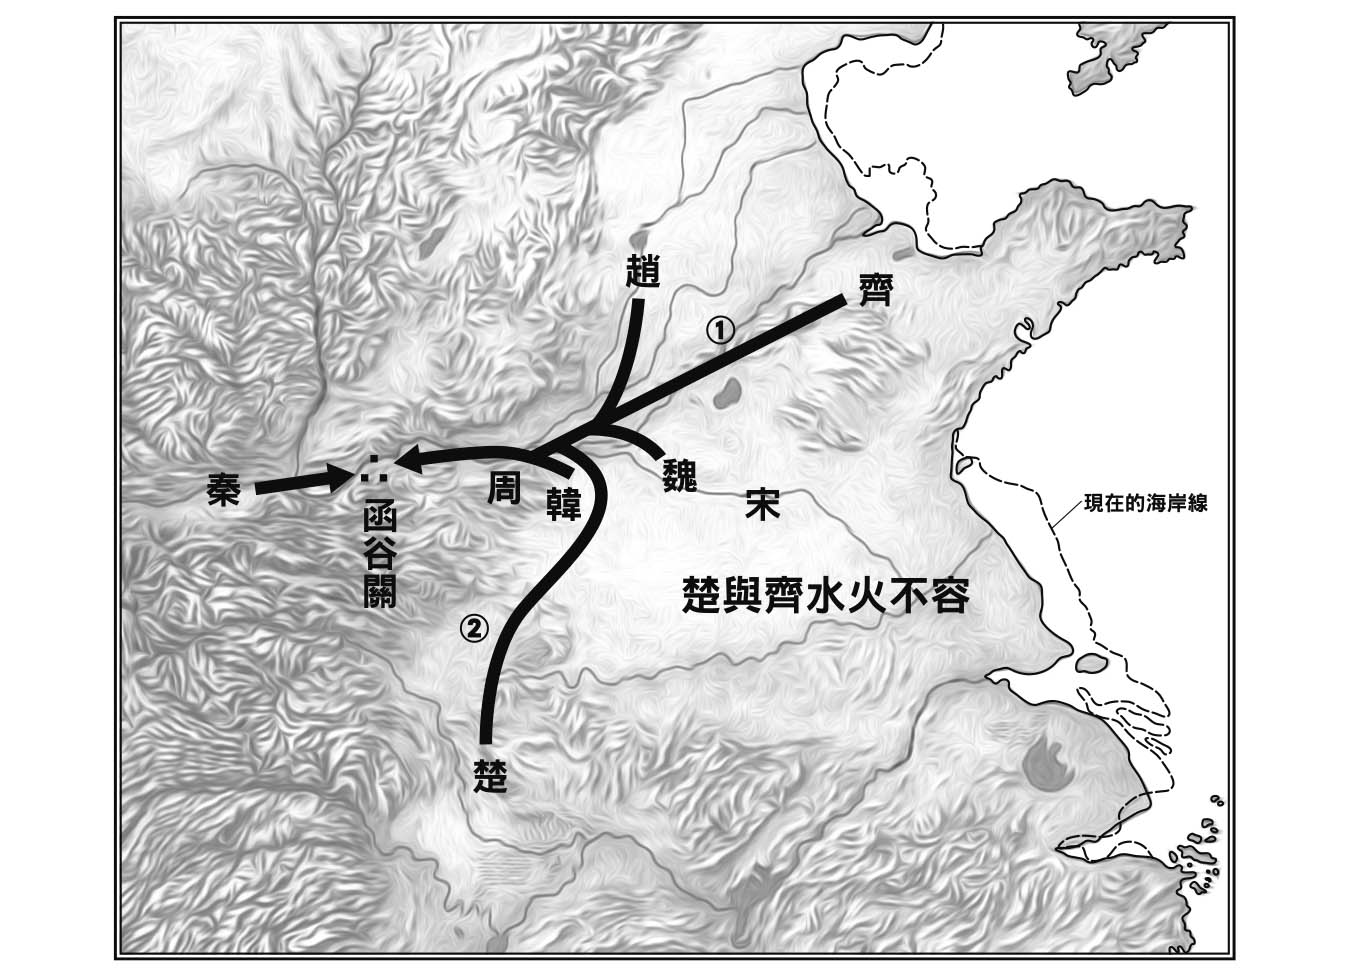 趙
齊
①
秦
函谷關
周
韓
魏
宋
現在的海岸線
楚與齊水火不容
②
楚